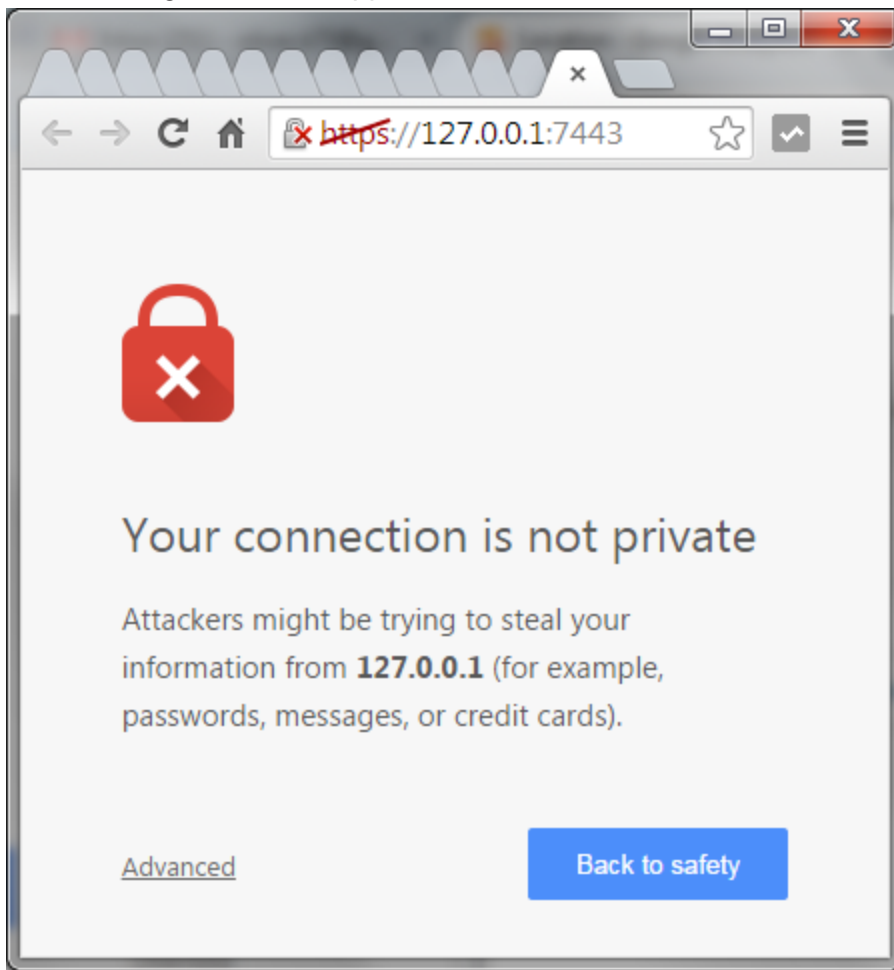 https://127.0.0.1:7443
Your connection is not private
Attackers might be trying to steal your
information from 127.0.0.1 (for example,
passwords, messages, or credit cards).
Advanced
Back to safety